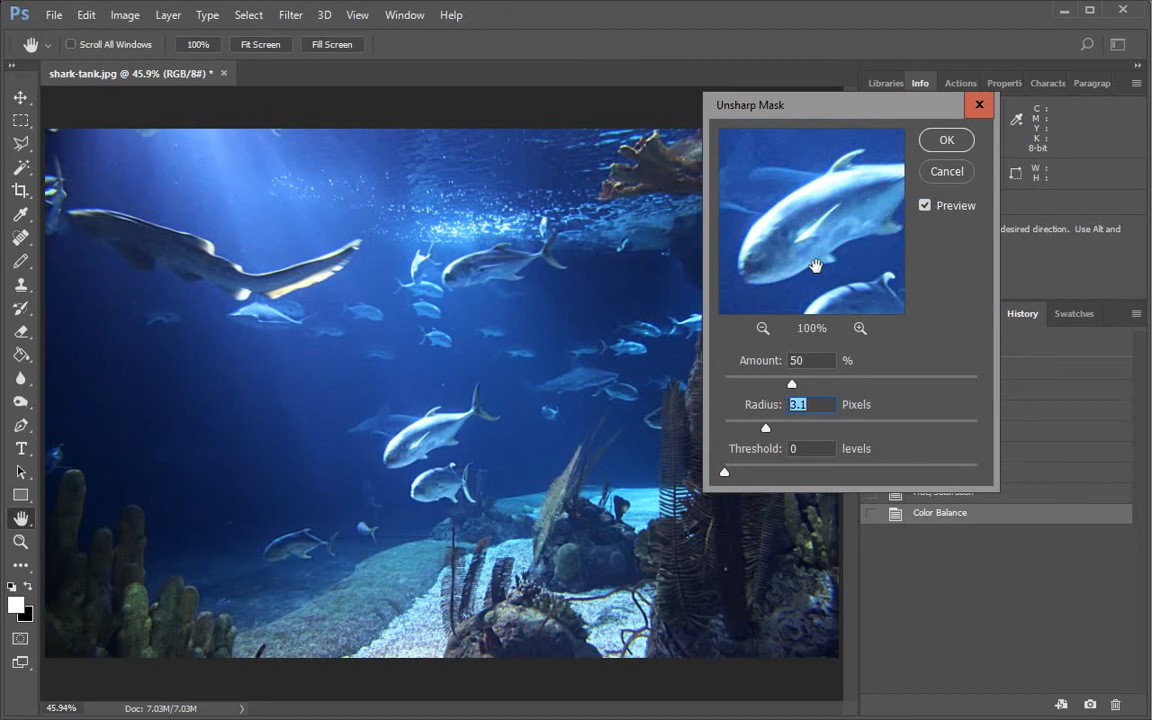 Ps File Edit Image Layer Type Select Filter 3D View Window Help
Scroll All Windows 100% Fit Screen Fill Screen
shark-tank.jpg @ 45.9% (RGB/8#) * ×
Libraries Info Actions Properti Characte Paragrap
Unsharp Mask
OK
Cancel
Preview
100%
Amount: 50 %
Radius: 3.1 Pixels
Threshold: 0 levels
C :
M :
Y :
K :
8-bit
W :
H :
desired direction. Use Alt and
History Swatches
Color Balance
45.94% Doc: 7.03M/7.03M